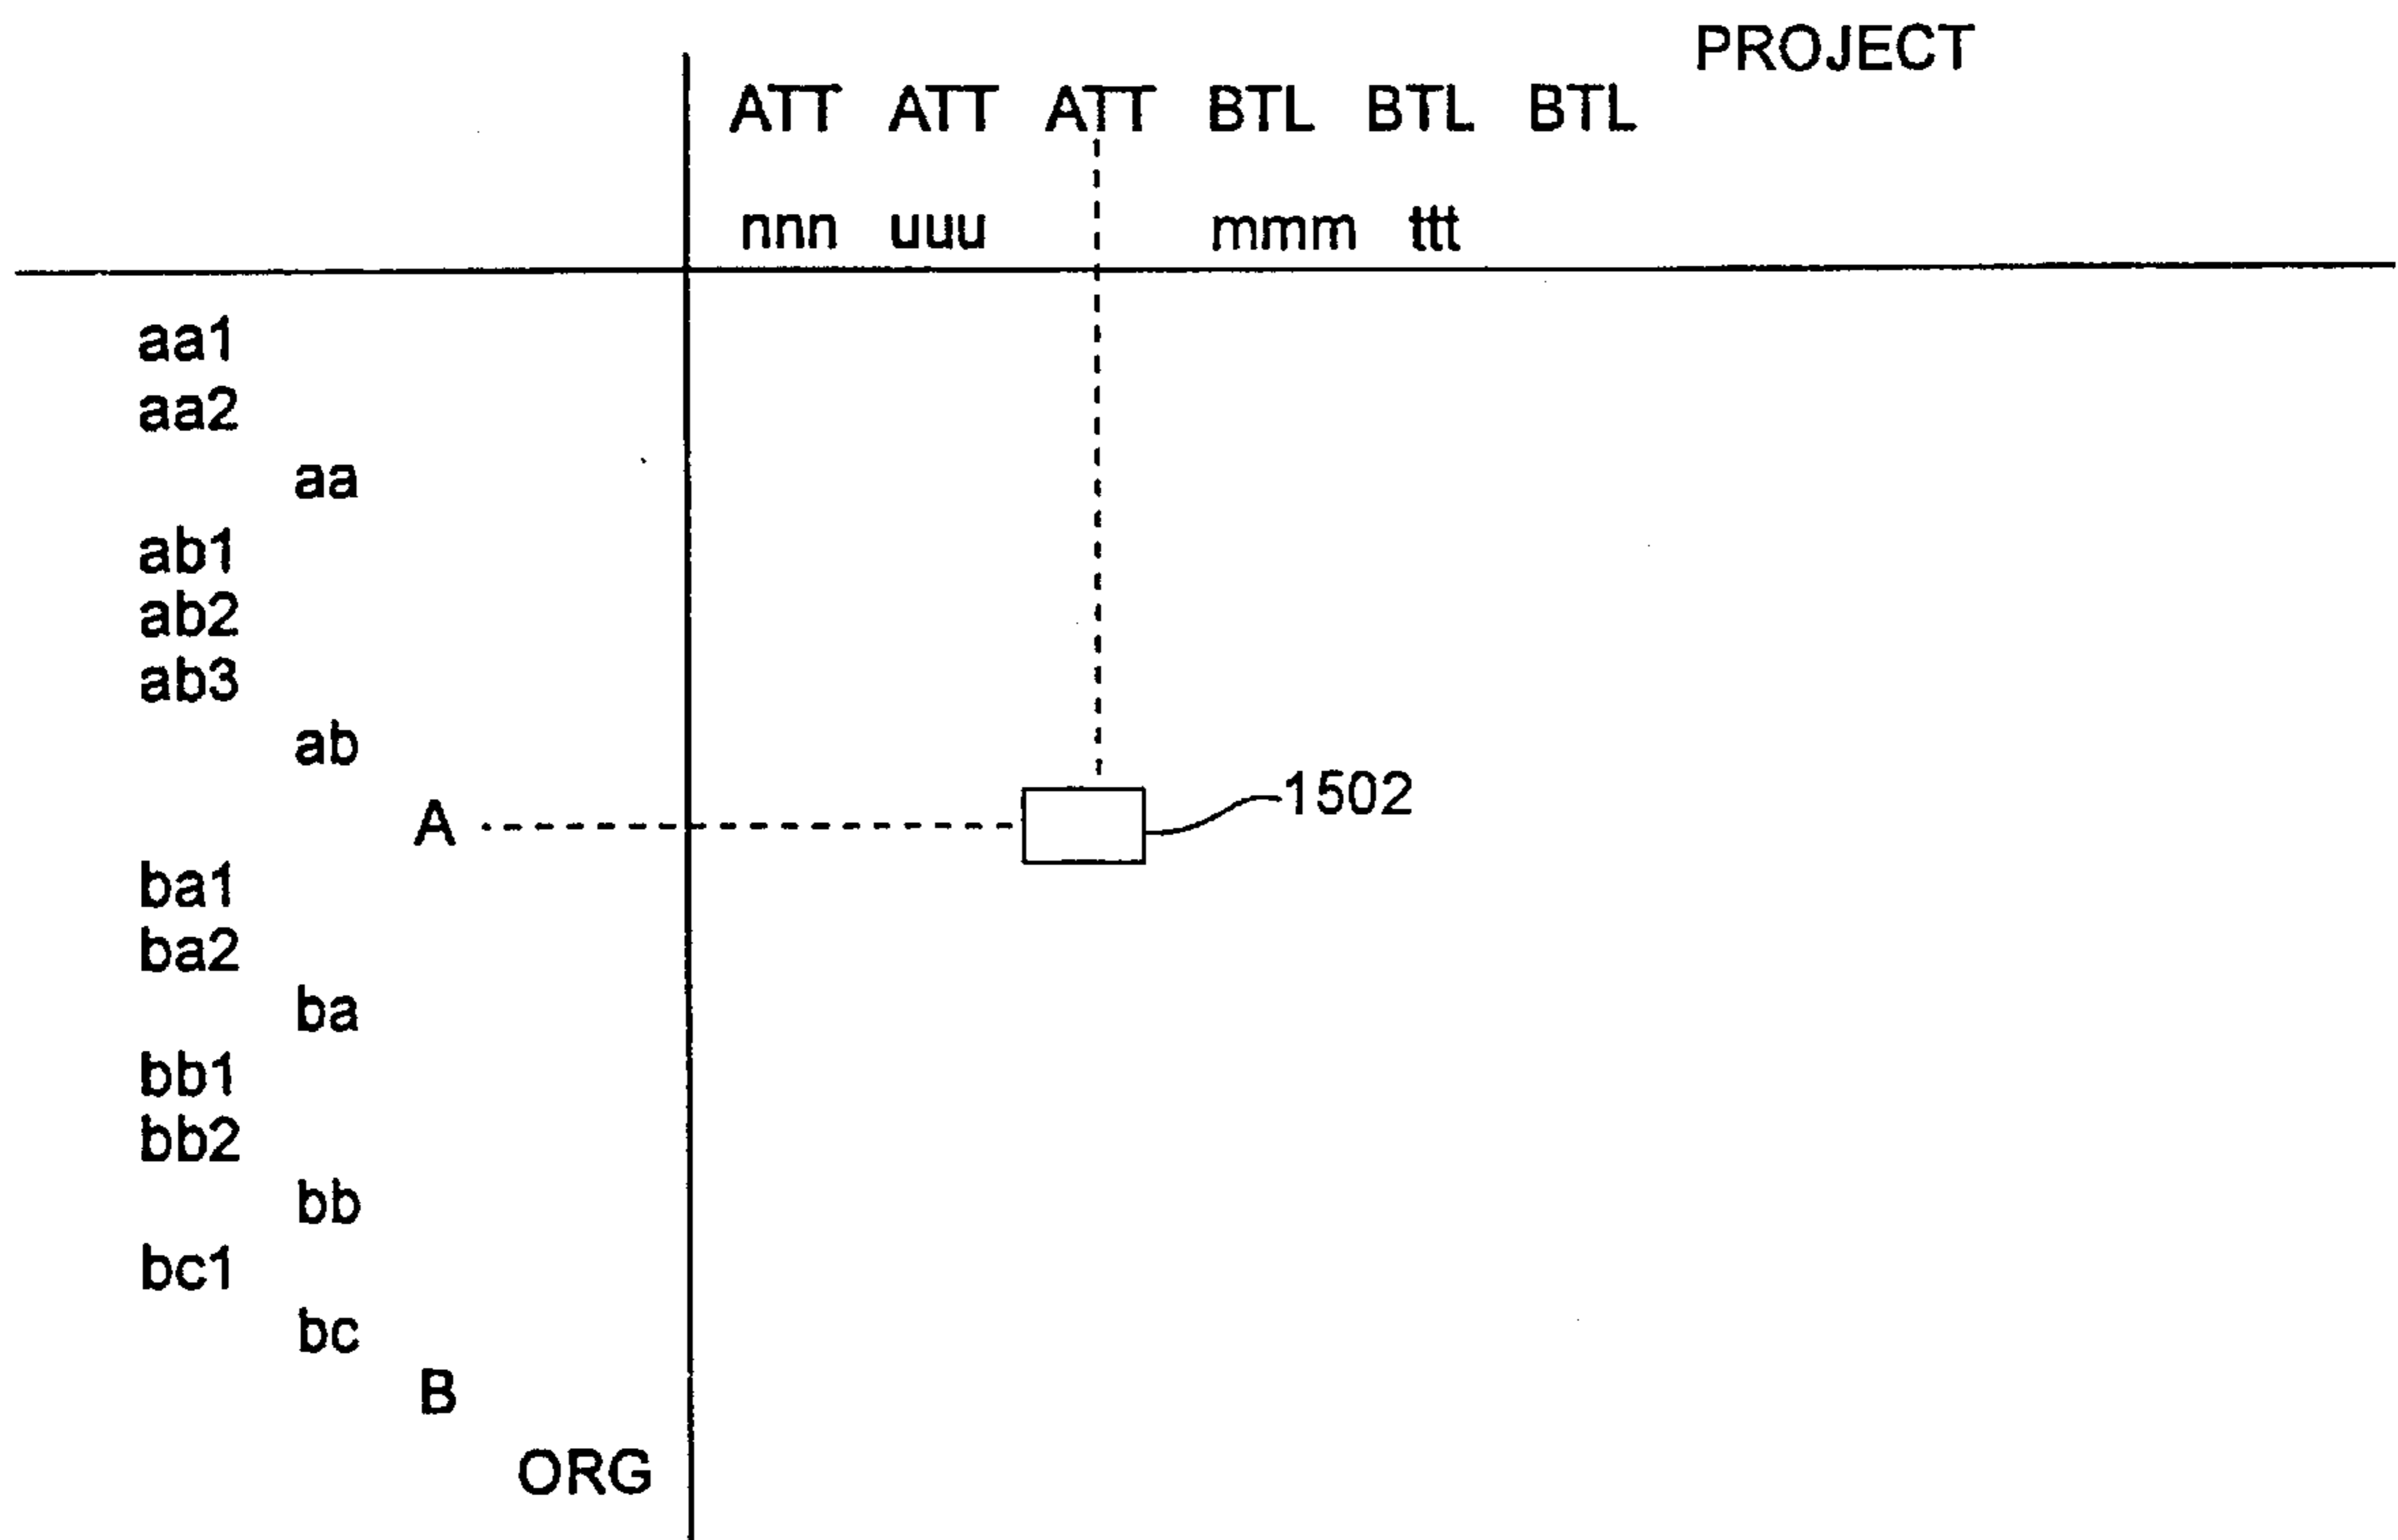 PROJECT
ATT ATT ATT BTL BTL BTL
nnn uuu mmm ttt
aa1
aa2
aa
ab1
ab2
ab3
ab
A
1502
ba1
ba2
ba
bb1
bb2
bb
bc1
bc
B
ORG